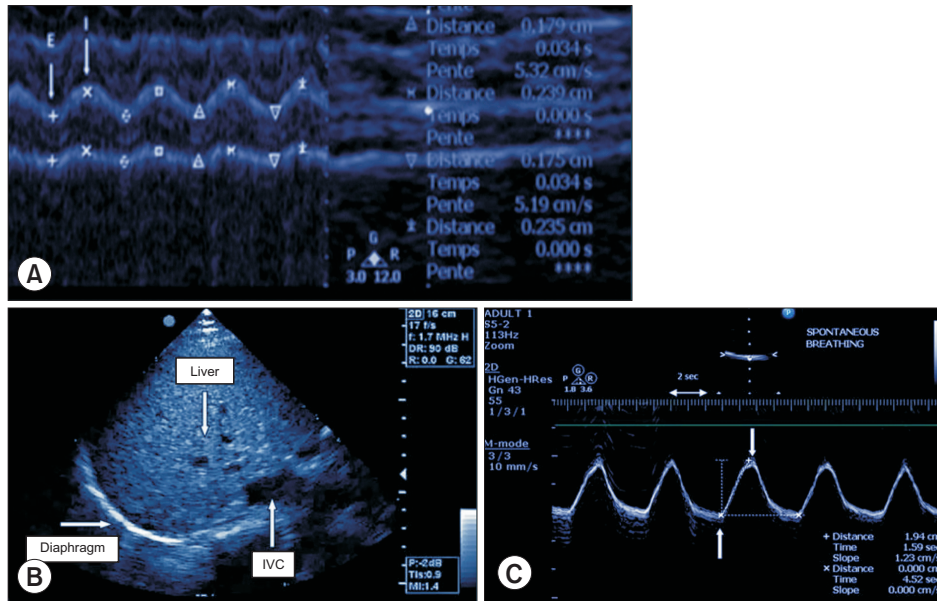 E I
Distance 0.179 cm
Temps 0.034 s
Pente 5.32 cm/s
Distance 0.239 cm
Temps 0.000 s
Pente ****
Distance 0.175 cm
Temps 0.034 s
Pente 5.19 cm/s
Distance 0.235 cm
Temps 0.000 s
Pente ****
G
P R
3.0 12.0
A
2D 16 cm
17 f/s
f: 1.7 MHz H
DR: 90 dB
R: 0.0 G: 62
Liver
Diaphragm
IVC
P:-2dB
TIs:0.9
MI:1.4
B
ADULT 1
S5-2
113Hz
Zoom
P
SPONTANEOUS
BREATHING
2D
HGen-HRes
Gn 43
55
1/3/1
G
P R
1.8 3.6
2 sec
M-mode
3/3
10 mm/s
+ Distance 1.94 cm
Time 1.59 sec
Slope 1.23 cm/s
× Distance 0.000 cm
Time 4.52 sec
Slope 0.000 cm/s
C